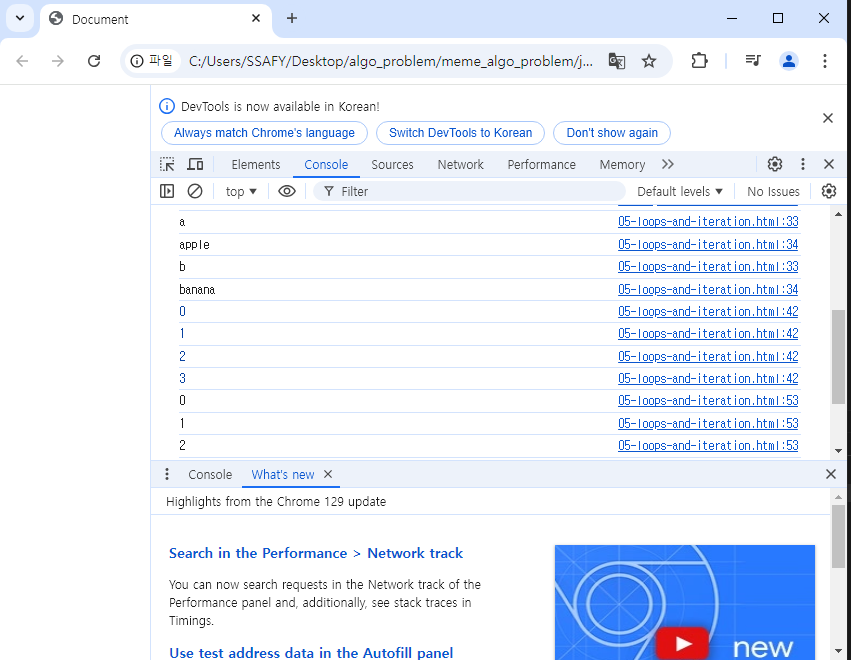 Document
파일 C:/Users/SSAFY/Desktop/algo_problem/meme_algo_problem/j...
DevTools is now available in Korean!
Always match Chrome's language Switch DevTools to Korean Don't show again
Elements Console Sources Network Performance Memory
top Filter Default levels No Issues
a 05-loops-and-iteration.html:33
apple 05-loops-and-iteration.html:34
b 05-loops-and-iteration.html:33
banana 05-loops-and-iteration.html:34
0 05-loops-and-iteration.html:42
1 05-loops-and-iteration.html:42
2 05-loops-and-iteration.html:42
3 05-loops-and-iteration.html:42
0 05-loops-and-iteration.html:53
1 05-loops-and-iteration.html:53
2 05-loops-and-iteration.html:53
Console What's new
Highlights from the Chrome 129 update
Search in the Performance > Network track
You can now search requests in the Network track of the
Performance panel and, additionally, see stack traces in
Timings.
Use test address data in the Autofill panel
new